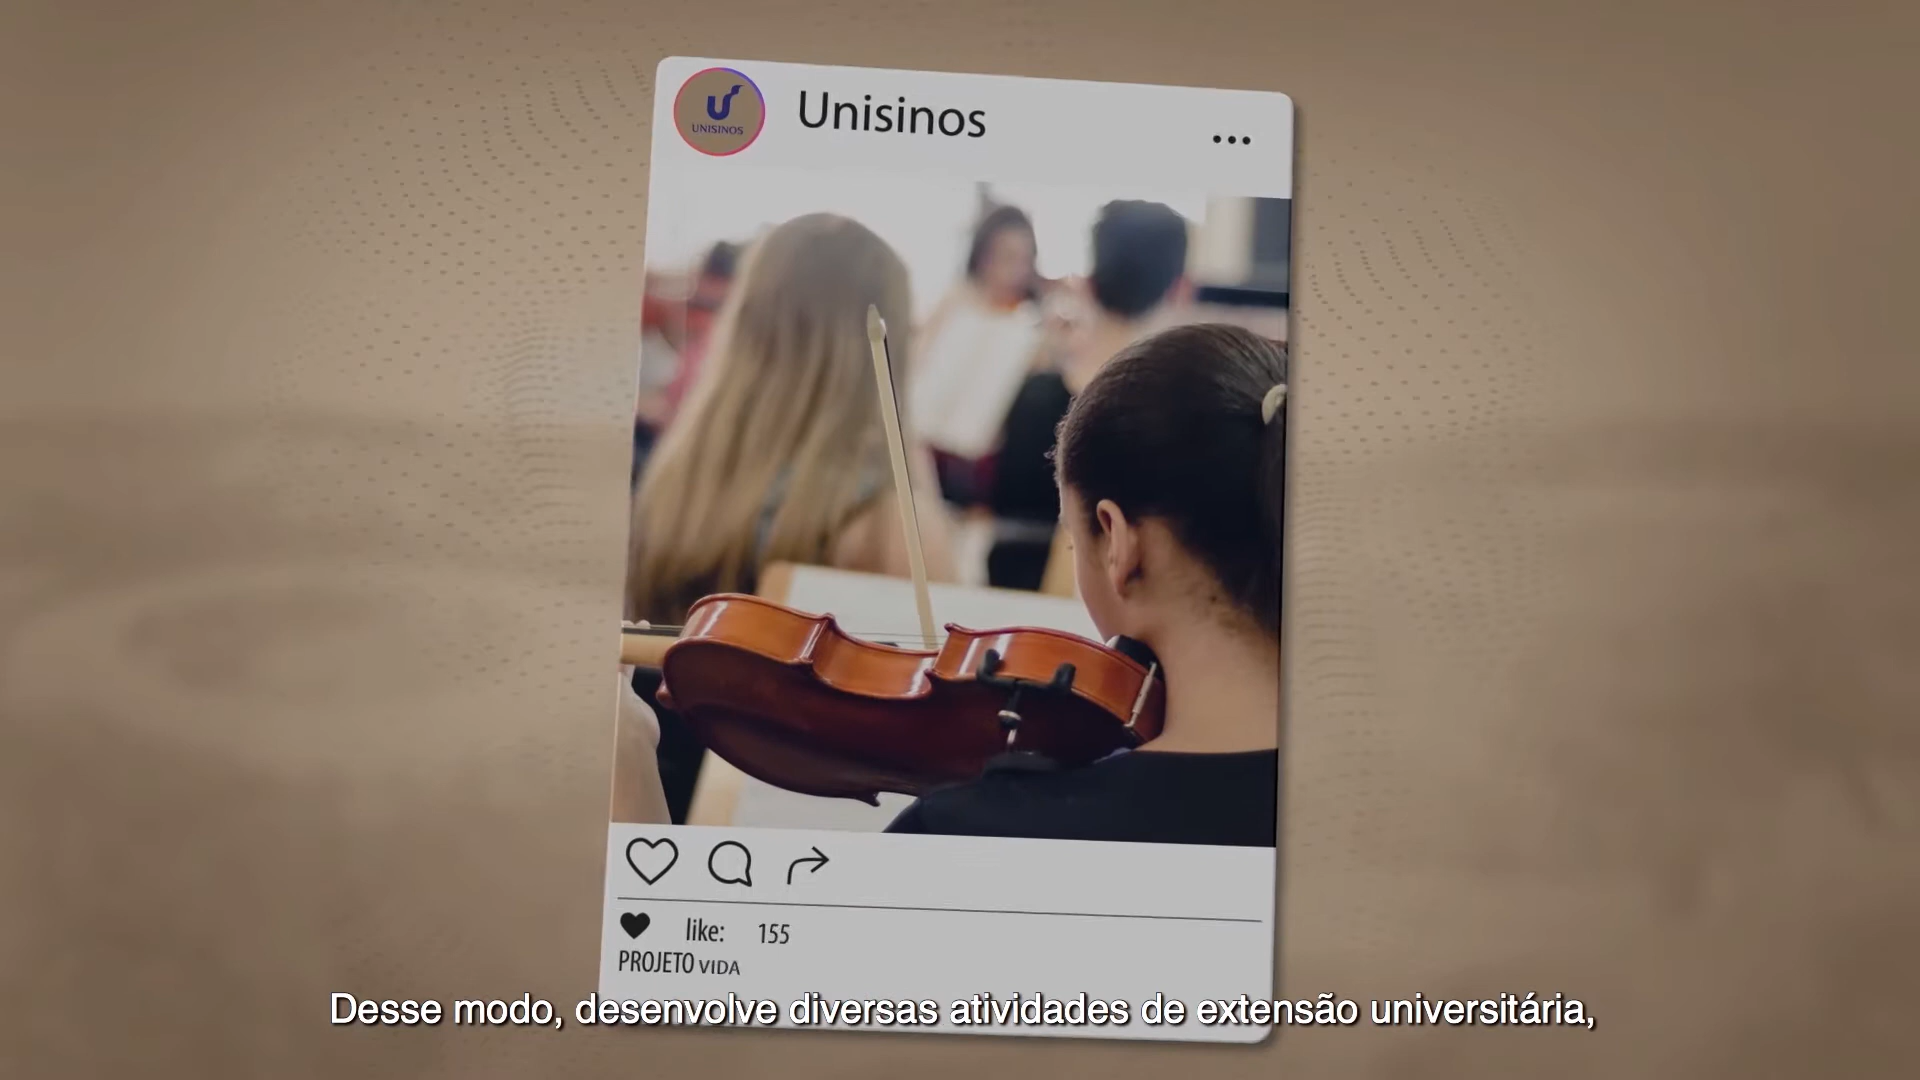 UNISINOS
Unisinos
like: 155
PROJETO VIDA
Desse modo, desenvolve diversas atividades de extensão universitária,